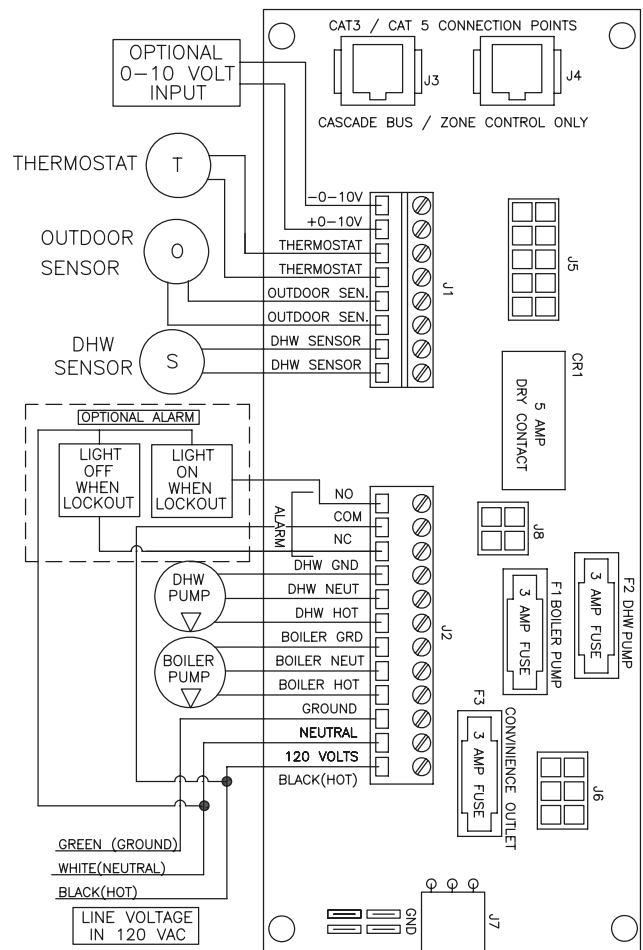 CAT3 / CAT 5 CONNECTION POINTS
J3
J4
CASCADE BUS / ZONE CONTROL ONLY
OPTIONAL
0-10 VOLT
INPUT
THERMOSTAT
T
OUTDOOR
SENSOR
O
DHW
SENSOR
S
-0-10V
+0-10V
THERMOSTAT
THERMOSTAT
OUTDOOR SEN.
OUTDOOR SEN.
DHW SENSOR
DHW SENSOR
J1
J5
CR1
5 AMP
DRY CONTACT
OPTIONAL ALARM
LIGHT
OFF
WHEN
LOCKOUT
LIGHT
ON
WHEN
LOCKOUT
ALARM
NO
COM
NC
DHW GND
DHW NEUT
DHW HOT
BOILER GRD
BOILER NEUT
BOILER HOT
GROUND
NEUTRAL
120 VOLTS
BLACK(HOT)
J2
DHW
PUMP
BOILER
PUMP
J8
F1 BOILER PUMP
3 AMP FUSE
F2 DHW PUMP
3 AMP FUSE
F3
CONVINIENCE OUTLET
3 AMP FUSE
J6
GREEN (GROUND)
WHITE(NEUTRAL)
BLACK(HOT)
LINE VOLTAGE
IN 120 VAC
GND
J7